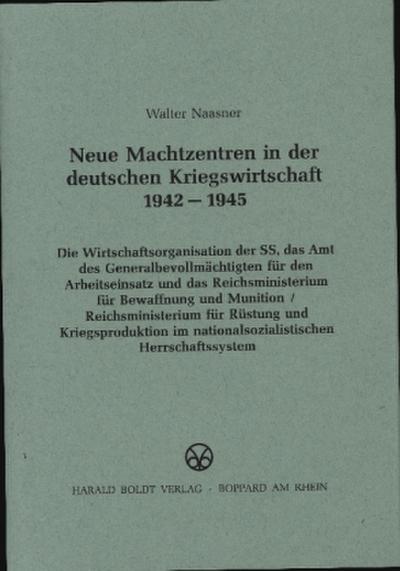 Walter Naasner
Neue Machtzentren in der
deutschen Kriegswirtschaft
1942 – 1945
Die Wirtschaftsorganisation der SS, das Amt
des Generalbevollmächtigten für den
Arbeitseinsatz und das Reichsministerium
für Bewaffnung und Munition /
Reichsministerium für Rüstung und
Kriegsproduktion im nationalsozialistischen
Herrschaftssystem
HARALD BOLDT VERLAG · BOPPARD AM RHEIN